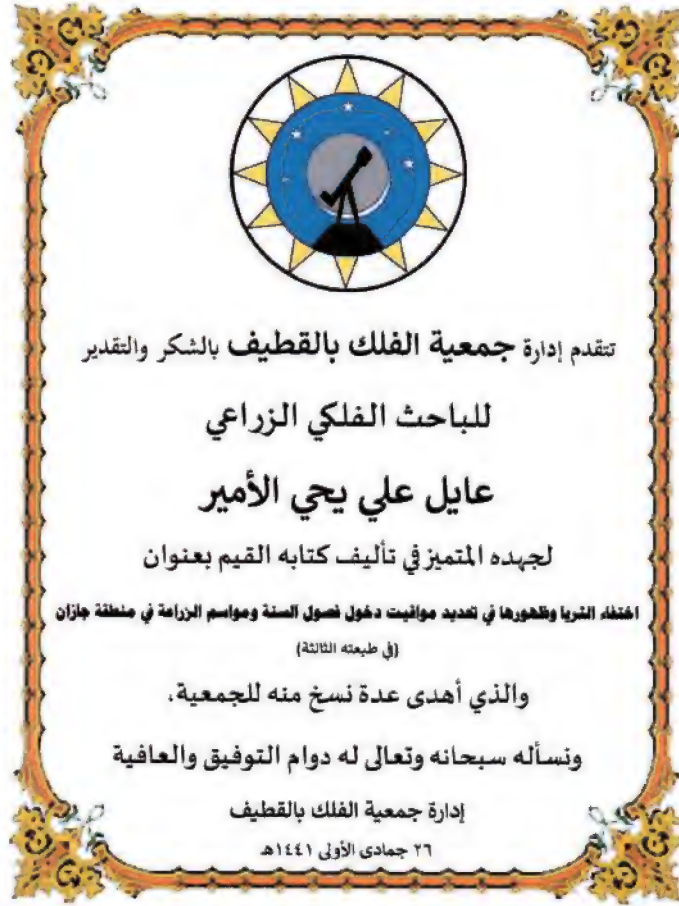 تتقدم إدارة جمعية الفلك بالقطيف بالشكر والتقدير
للباحث الفلكي الزراعي
عايل علي يحي الأمير
لجهده المتميز في تأليف كتابه القيم بعنوان
اختفاء الثريا وظهورها في تحديد مواقيت دخول فصول السنة ومواسم الزراعة في منطقة جازان
(في طبعته الثالثة)
والذي أهدى عدة نسخ منه للجمعية،
ونسأله سبحانه وتعالى له دوام التوفيق والعافية
إدارة جمعية الفلك بالقطيف
٢٦ جمادى الأولى ١٤٤١هـ